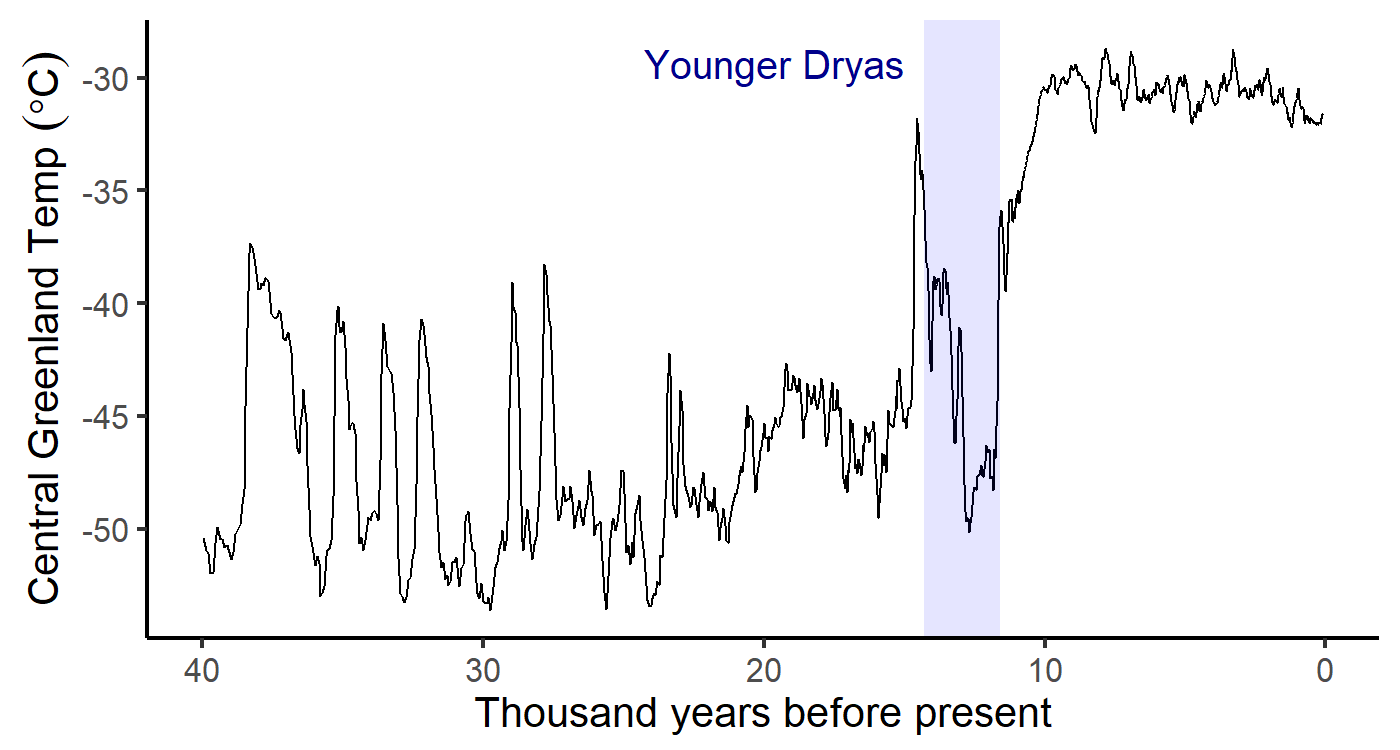 Younger Dryas
Central Greenland Temp (°C)
-30
-35
-40
-45
-50
40 30 20 10 0
Thousand years before present